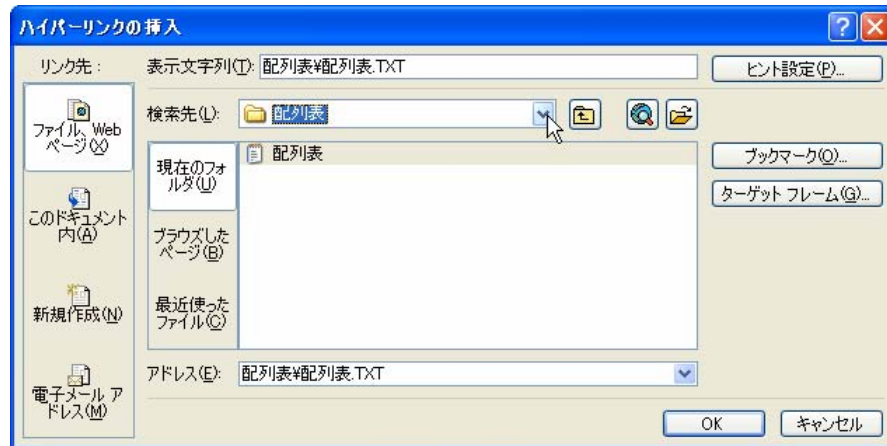 ハイパーリンクの挿入
リンク先:
表示文字列(T): 配列表¥配列表.TXT
ヒント設定(P)...
ファイル、Web
ページ(X)
検索先(L): 配列表
現在のフォ
ルダ(U)
配列表
ブックマーク(O)...
ターゲット フレーム(G)...
このドキュメント
内(A)
ブラウズした
ページ(B)
新規作成(N)
最近使った
ファイル(C)
電子メール ア
ドレス(M)
アドレス(E): 配列表¥配列表.TXT
OK
キャンセル